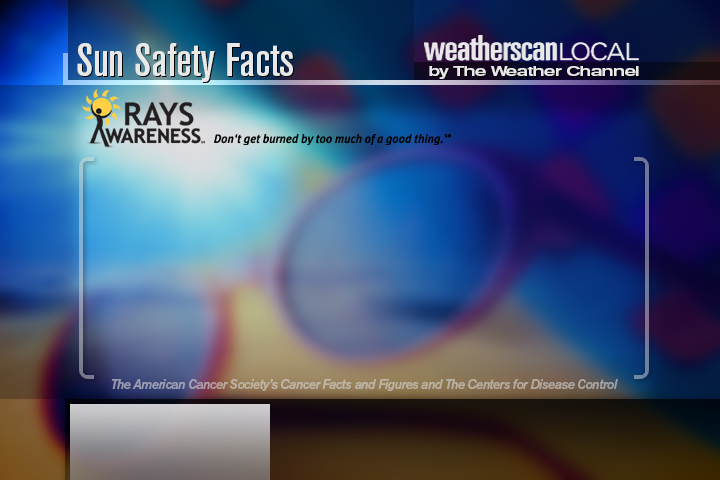 Sun Safety Facts
weatherscanLOCAL
by The Weather Channel
RAYS
AWARENESS™
Don't get burned by too much of a good thing.℠
The American Cancer Society's Cancer Facts and Figures and The Centers for Disease Control